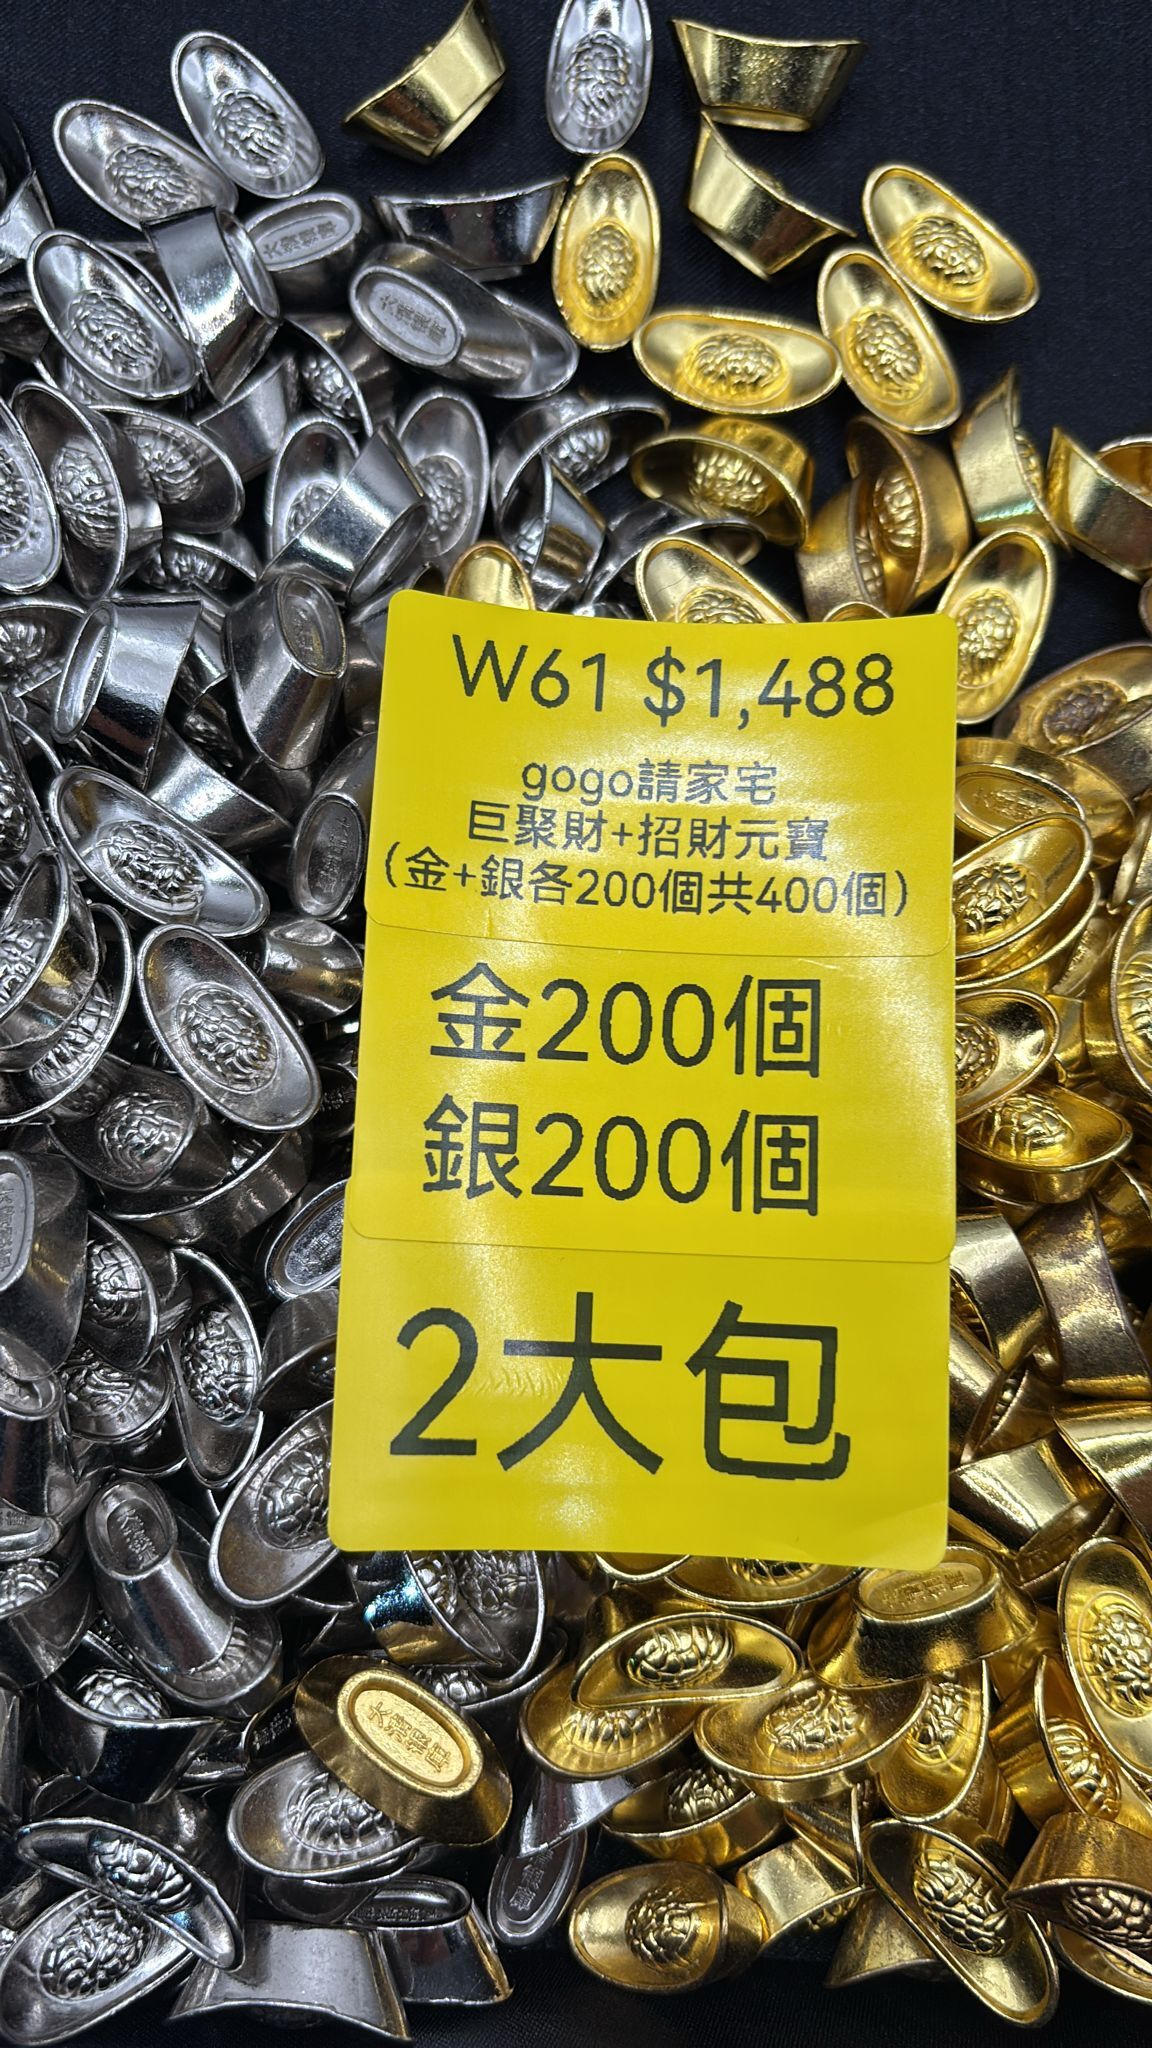 W61 $1,488
gogo請家宅
巨聚財+招財元寶
(金+銀各200個共400個)
金200個
銀200個
2大包